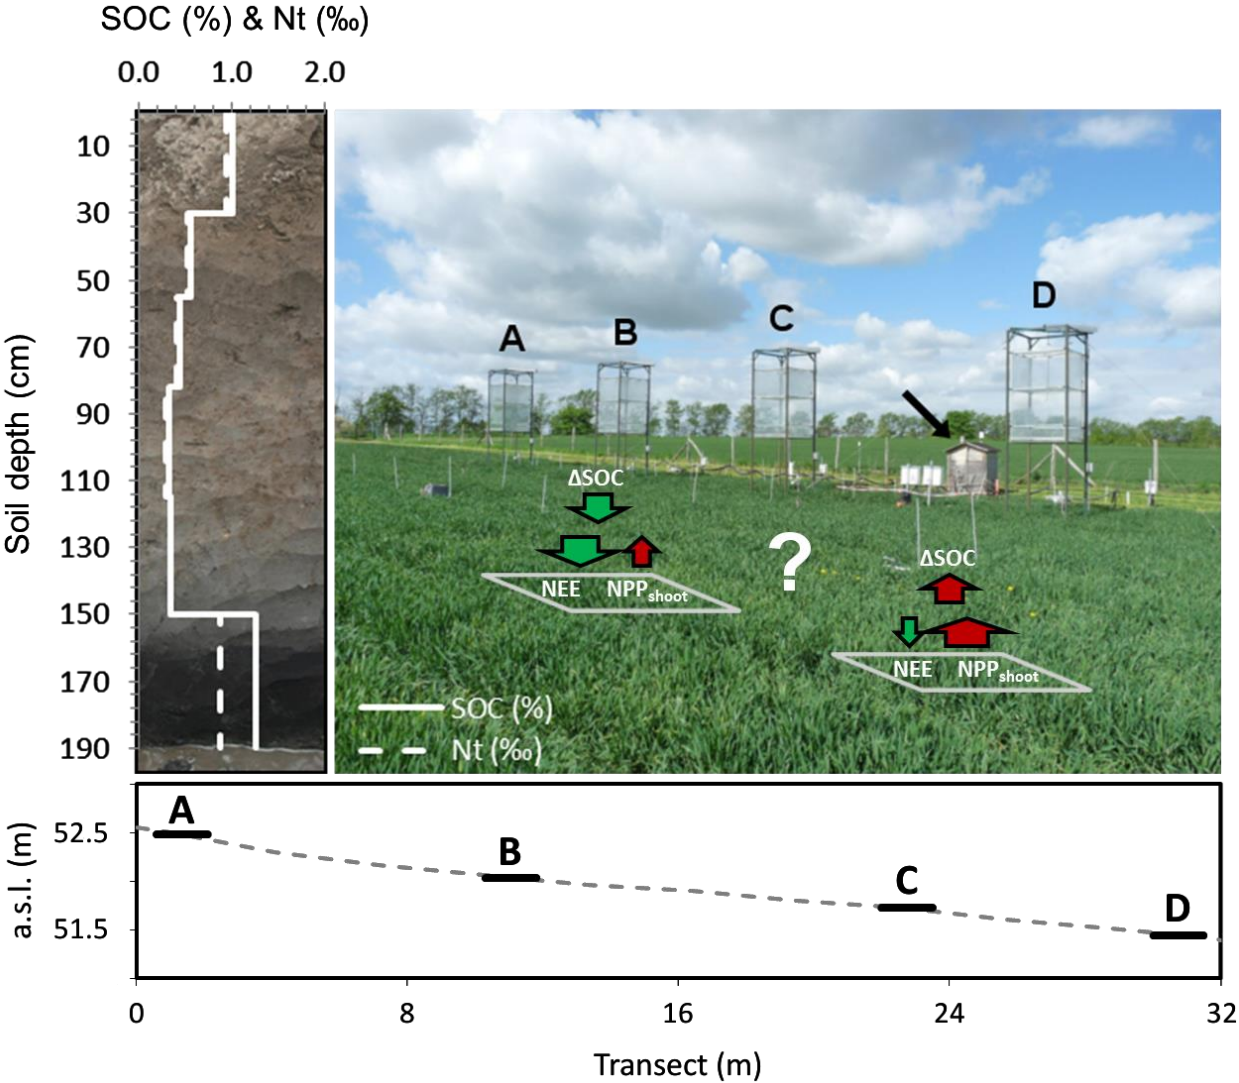 SOC (%) & Nt (‰)
0.0 1.0 2.0
Soil depth (cm)
10
30
50
70
90
110
130
150
170
190
A
B
C
D
ΔSOC
NEE NPPshoot
?
ΔSOC
NEE NPPshoot
SOC (%)
Nt (‰)
a.s.l. (m)
52.5
51.5
A
B
C
D
0 8 16 24 32
Transect (m)